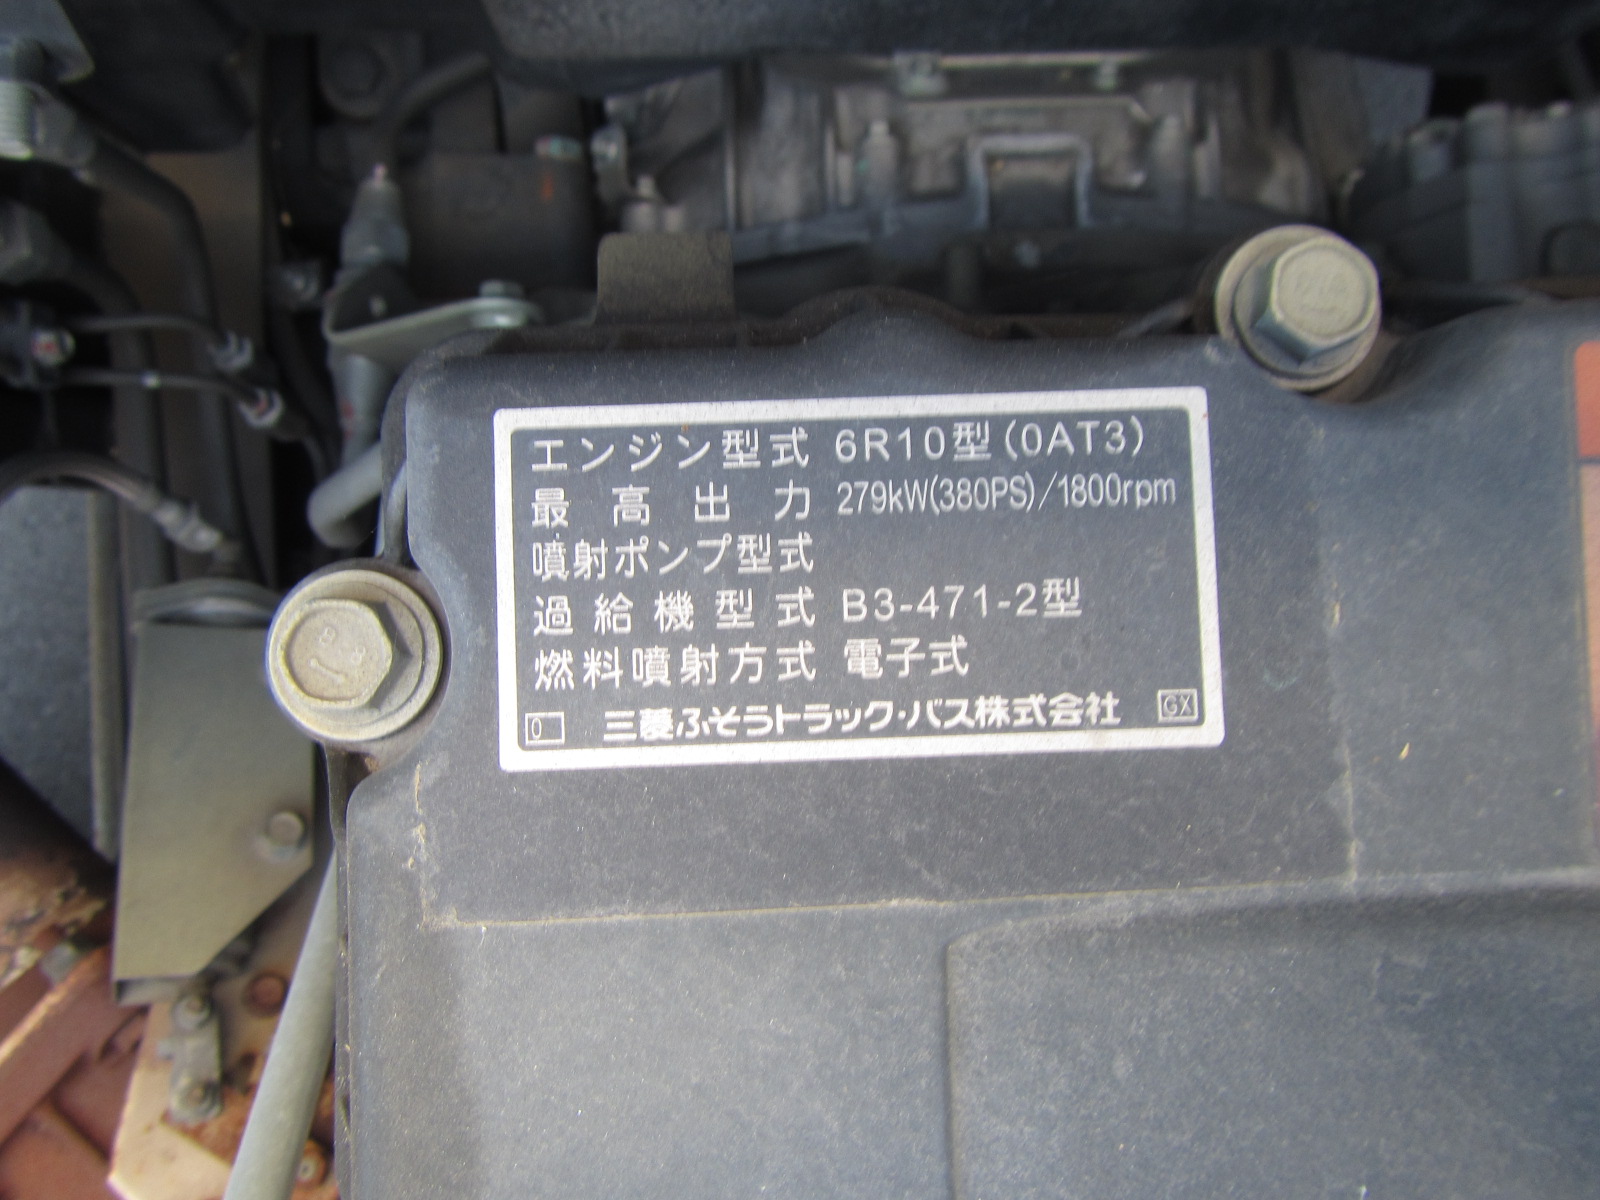 エンジン型式 6R10型(0AT3)
最高出力 279kW(380PS)/1800rpm
噴射ポンプ型式
過給機型式 B3-471-2型
燃料噴射方式 電子式
0 三菱ふそうトラック・バス株式会社 GX